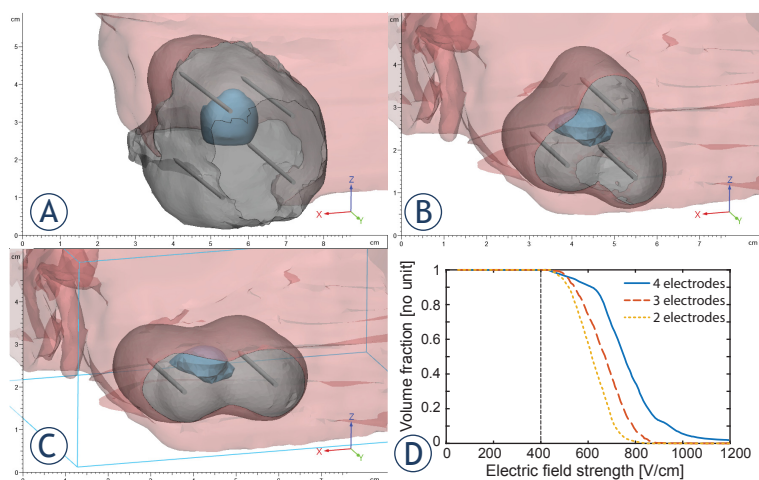 cm
5
4
3
2
1
0
A
Z
X
Y
0 1 2 3 4 5 6 7 8 cm
cm
5
4
3
2
1
0
B
Z
X
Y
0 1 2 3 4 5 6 7 cm
4
3
2
1
0
C
Z
X
Y
0 1 2 3 4 5 6 7 cm
D
Volume fraction [no unit]
1
0.8
0.6
0.4
0.2
0
4 electrodes
3 electrodes
2 electrodes
0 200 400 600 800 1000 1200
Electric field strength [V/cm]